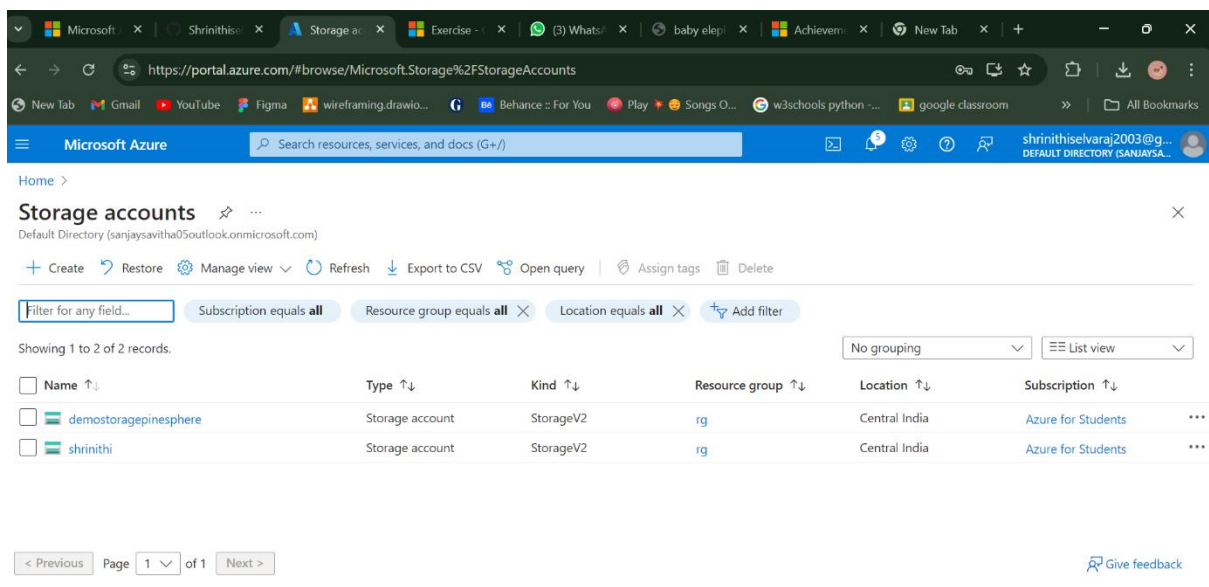 Microsoft Shrinithisel Storage ac Exercise - (3) WhatsA baby elep Achievem New Tab
https://portal.azure.com/#browse/Microsoft.Storage%2FStorageAccounts
New Tab Gmail YouTube Figma wireframing.drawio... Behance :: For You Play Songs O... w3schools python -... google classroom » All Bookmarks
Microsoft Azure Search resources, services, and docs (G+/) 5 shrinithiselvaraj2003@g...
DEFAULT DIRECTORY (SANJAYSA...
Home >
Storage accounts ...
Default Directory (sanjaysavitha05outlook.onmicrosoft.com)
+ Create Restore Manage view Refresh Export to CSV Open query Assign tags Delete
Filter for any field... Subscription equals all Resource group equals all Location equals all Add filter
Showing 1 to 2 of 2 records. No grouping List view
Name Type Kind Resource group Location Subscription
demostoragepinesphere Storage account StorageV2 rg Central India Azure for Students ...
shrinithi Storage account StorageV2 rg Central India Azure for Students ...
< Previous Page 1 of 1 Next > Give feedback